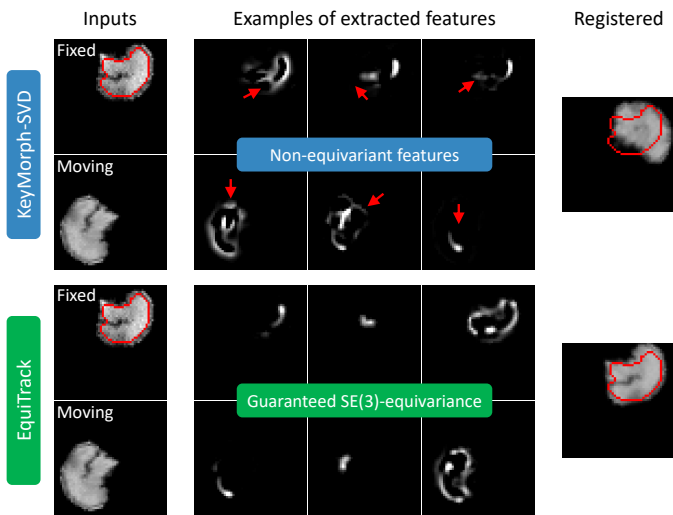 Inputs
Examples of extracted features
Registered
KeyMorph-SVD
Fixed
Non-equivariant features
Moving
EquiTrack
Fixed
Guaranteed SE(3)-equivariance
Moving